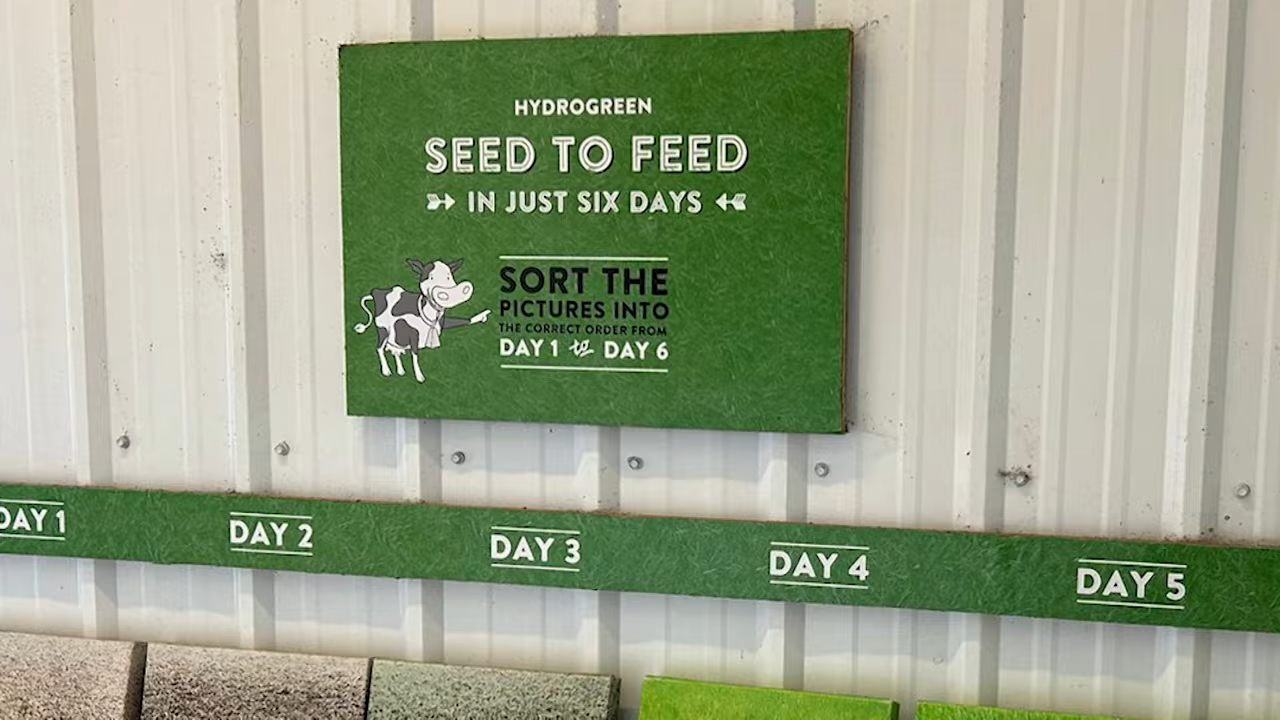 HYDROGREEN
SEED TO FEED
IN JUST SIX DAYS
SORT THE
PICTURES INTO
THE CORRECT ORDER FROM
DAY 1 to DAY 6
DAY 1
DAY 2
DAY 3
DAY 4
DAY 5